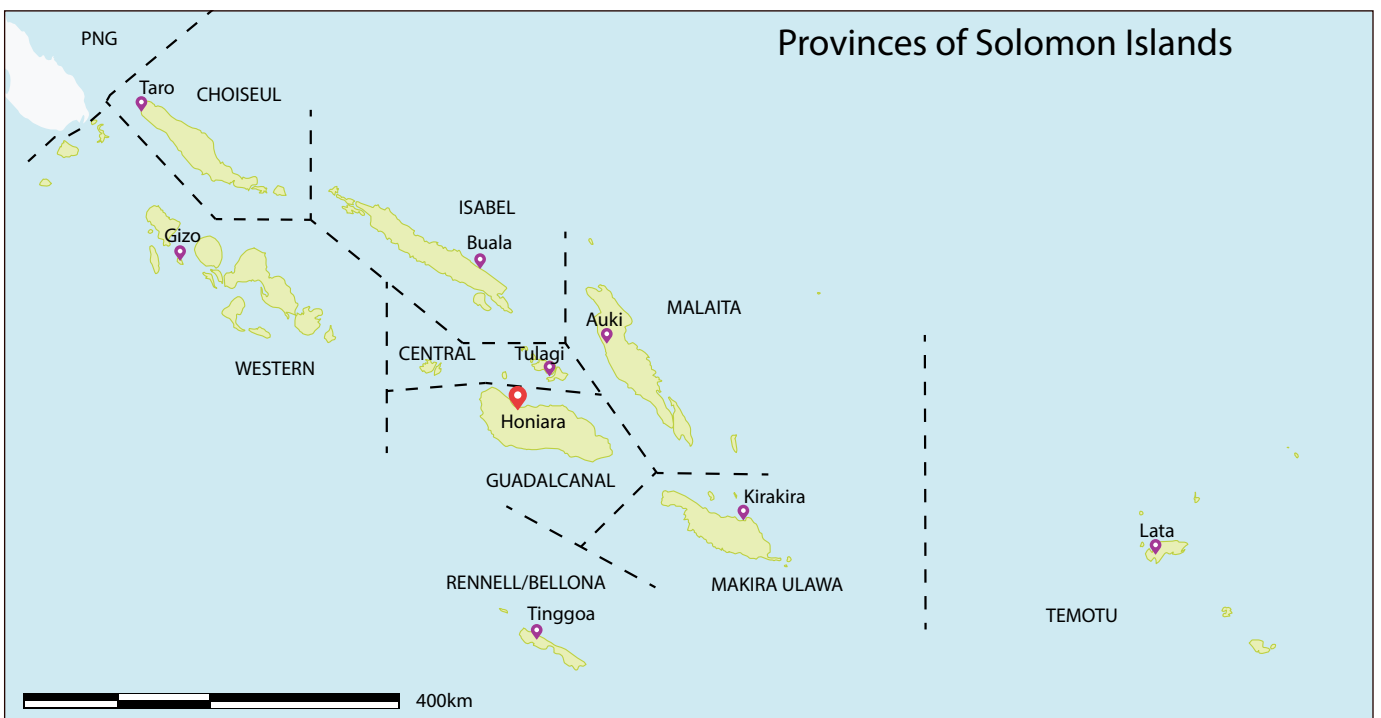 Provinces of Solomon Islands
PNG
Taro
CHOISEUL
ISABEL
Gizo
Buala
MALAITA
Auki
WESTERN
CENTRAL
Tulagi
Honiara
GUADALCANAL
Kirakira
Lata
RENNELL/BELLONA
MAKIRA ULAWA
Tinggoa
TEMOTU
400km